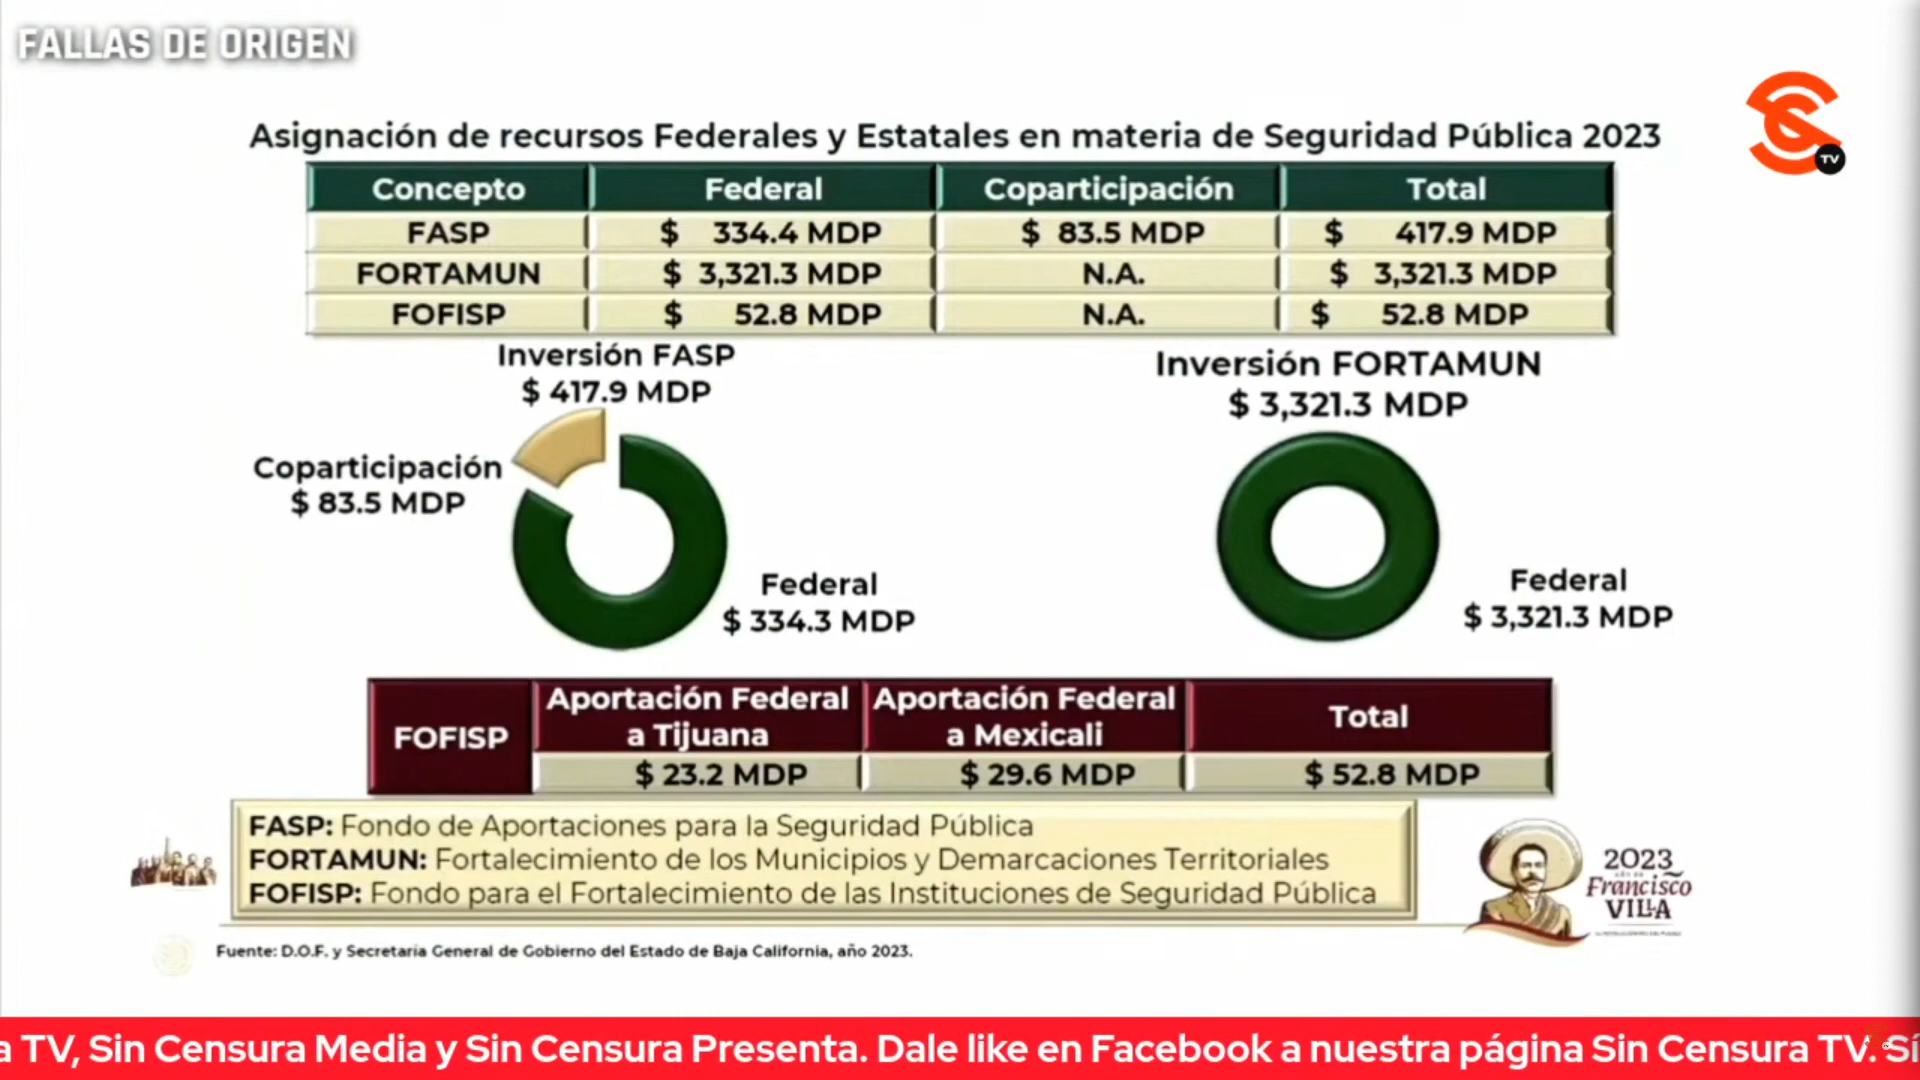 FALLAS DE ORIGEN
TV
Asignación de recursos Federales y Estatales en materia de Seguridad Pública 2023
Concepto Federal Coparticipación Total
FASP $ 334.4 MDP $ 83.5 MDP $ 417.9 MDP
FORTAMUN $ 3,321.3 MDP N.A. $ 3,321.3 MDP
FOFISP $ 52.8 MDP N.A. $ 52.8 MDP
Inversión FASP
$ 417.9 MDP
Coparticipación
$ 83.5 MDP
Federal
$ 334.3 MDP
Inversión FORTAMUN
$ 3,321.3 MDP
Federal
$ 3,321.3 MDP
FOFISP
Aportación Federal
a Tijuana
Aportación Federal
a Mexicali
Total
$ 23.2 MDP $ 29.6 MDP $ 52.8 MDP
FASP: Fondo de Aportaciones para la Seguridad Pública
FORTAMUN: Fortalecimiento de los Municipios y Demarcaciones Territoriales
FOFISP: Fondo para el Fortalecimiento de las Instituciones de Seguridad Pública
2023
Francisco
VILLA
Fuente: D.O.F. y Secretaría General de Gobierno del Estado de Baja California, año 2023.
a TV, Sin Censura Media y Sin Censura Presenta. Dale like en Facebook a nuestra página Sin Censura TV. Sí